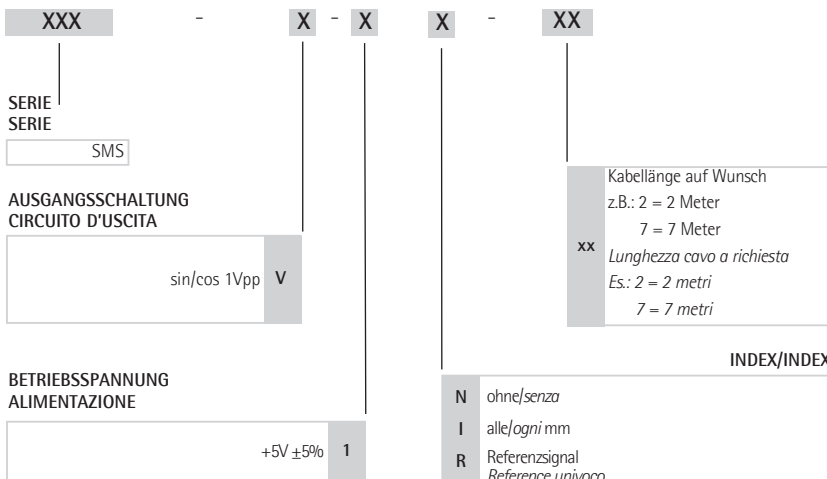 XXX - X - X X - XX
SERIE
SERIE
SMS
AUSGANGSSCHALTUNG
CIRCUITO D'USCITA
sin/cos 1Vpp V
BETRIEBSSPANNUNG
ALIMENTAZIONE
+5V ±5% 1
xx
Kabellänge auf Wunsch
z.B.: 2 = 2 Meter
7 = 7 Meter
Lunghezza cavo a richiesta
Es.: 2 = 2 metri
7 = 7 metri
INDEX/INDEX
N ohne/senza
I alle/ogni mm
R Referenzsignal
Reference univoco